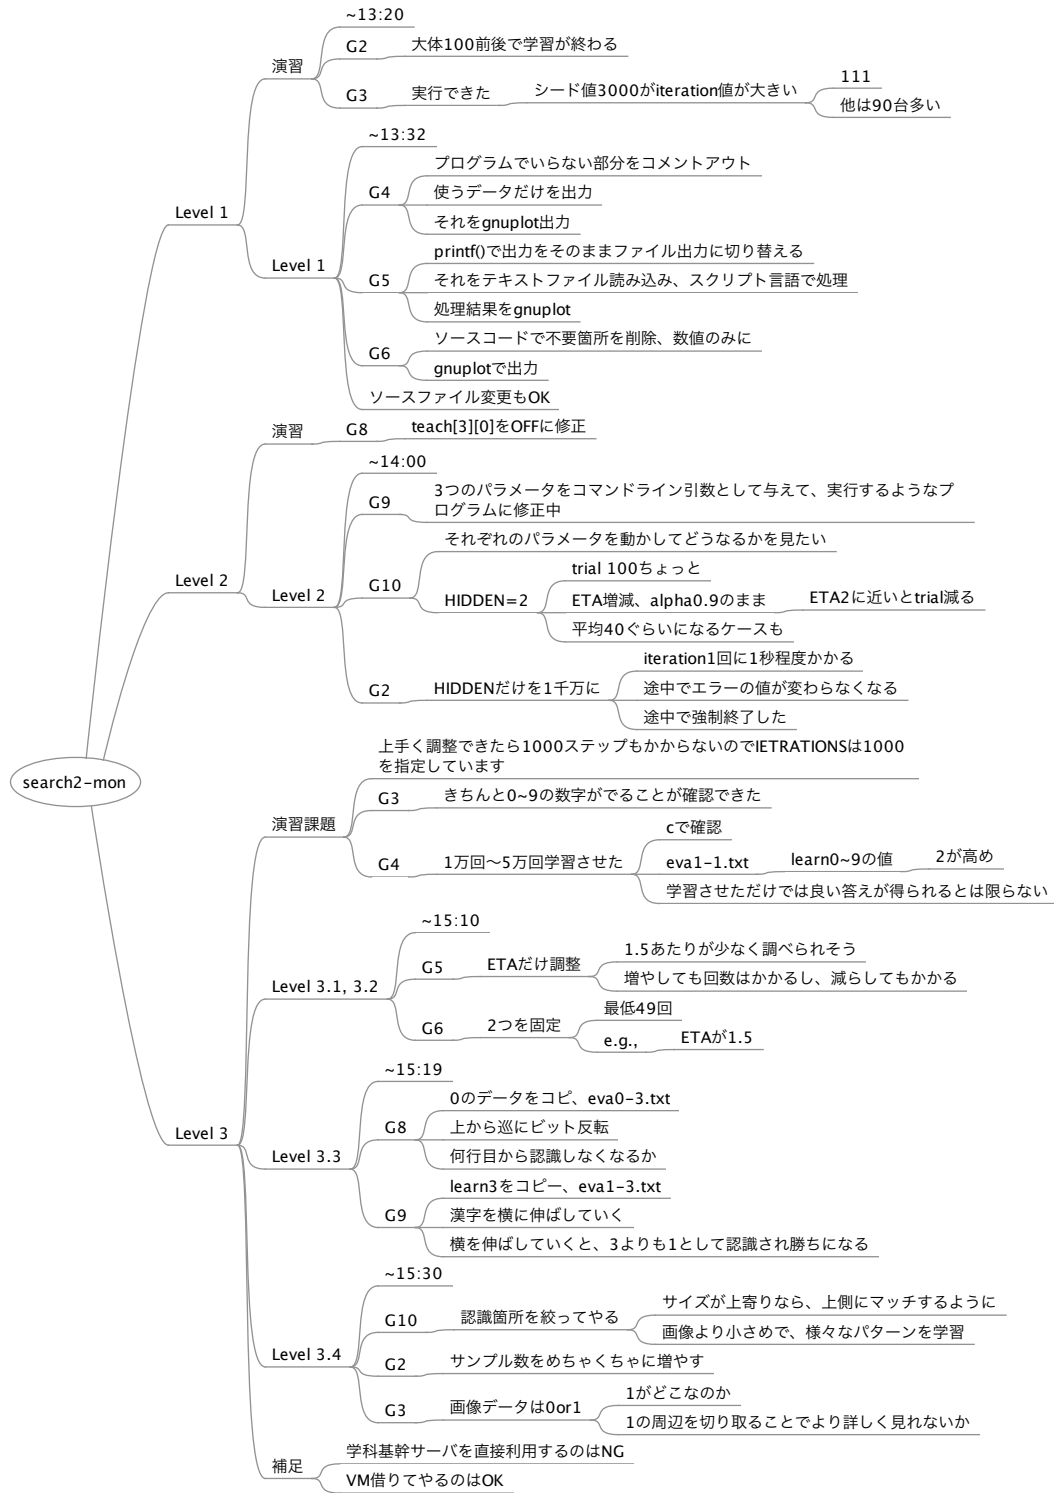 ~13:20
G2
大体100前後で学習が終わる
演習
G3
実行できた
シード値3000がiteration値が大きい
111
他は90台多い
~13:32
プログラムでいらない部分をコメントアウト
G4
使うデータだけを出力
それをgnuplot出力
Level 1
printf()で出力をそのままファイル出力に切り替える
Level 1
G5
それをテキストファイル読み込み、スクリプト言語で処理
処理結果をgnuplot
ソースコードで不要箇所を削除、数値のみに
G6
gnuplotで出力
ソースファイル変更もOK
演習
G8
teach[3][0]をOFFに修正
~14:00
3つのパラメータをコマンドライン引数として与えて、実行するようなプ
G9
ログラムに修正中
それぞれのパラメータを動かしてどうなるかを見たい
Level 2
Level 2
G10
trial 100ちょっと
HIDDEN=2
ETA増減、alpha0.9のまま
ETA2に近いとtrial減る
平均40ぐらいになるケースも
iteration1回に1秒程度かかる
G2
HIDDENだけを1千万に
途中でエラーの値が変わらなくなる
途中で強制終了した
search2-mon
上手く調整できたら1000ステップもかからないのでIETRATIONSは1000
を指定しています
演習課題
G3
きちんと0~9の数字がでることが確認できた
cで確認
G4
1万回〜5万回学習させた
eva1-1.txt
learn0~9の値
2が高め
学習させただけでは良い答えが得られるとは限らない
~15:10
Level 3.1, 3.2
G5
ETAだけ調整
1.5あたりが少なく調べられそう
増やしても回数はかかるし、減らしてもかかる
G6
2つを固定
最低49回
e.g.,
ETAが1.5
~15:19
Level 3
0のデータをコピ、eva0-3.txt
G8
上から巡にビット反転
Level 3.3
何行目から認識しなくなるか
learn3をコピー、eva1-3.txt
G9
漢字を横に伸ばしていく
横を伸ばしていくと、3よりも1として認識され勝ちになる
~15:30
G10
認識箇所を絞ってやる
サイズが上寄りなら、上側にマッチするように
画像より小さめで、様々なパターンを学習
Level 3.4
G2
サンプル数をめちゃくちゃに増やす
G3
画像データは0or1
1がどこなのか
1の周辺を切り取ることでより詳しく見れないか
補足
学科基幹サーバを直接利用するのはNG
VM借りてやるのはOK